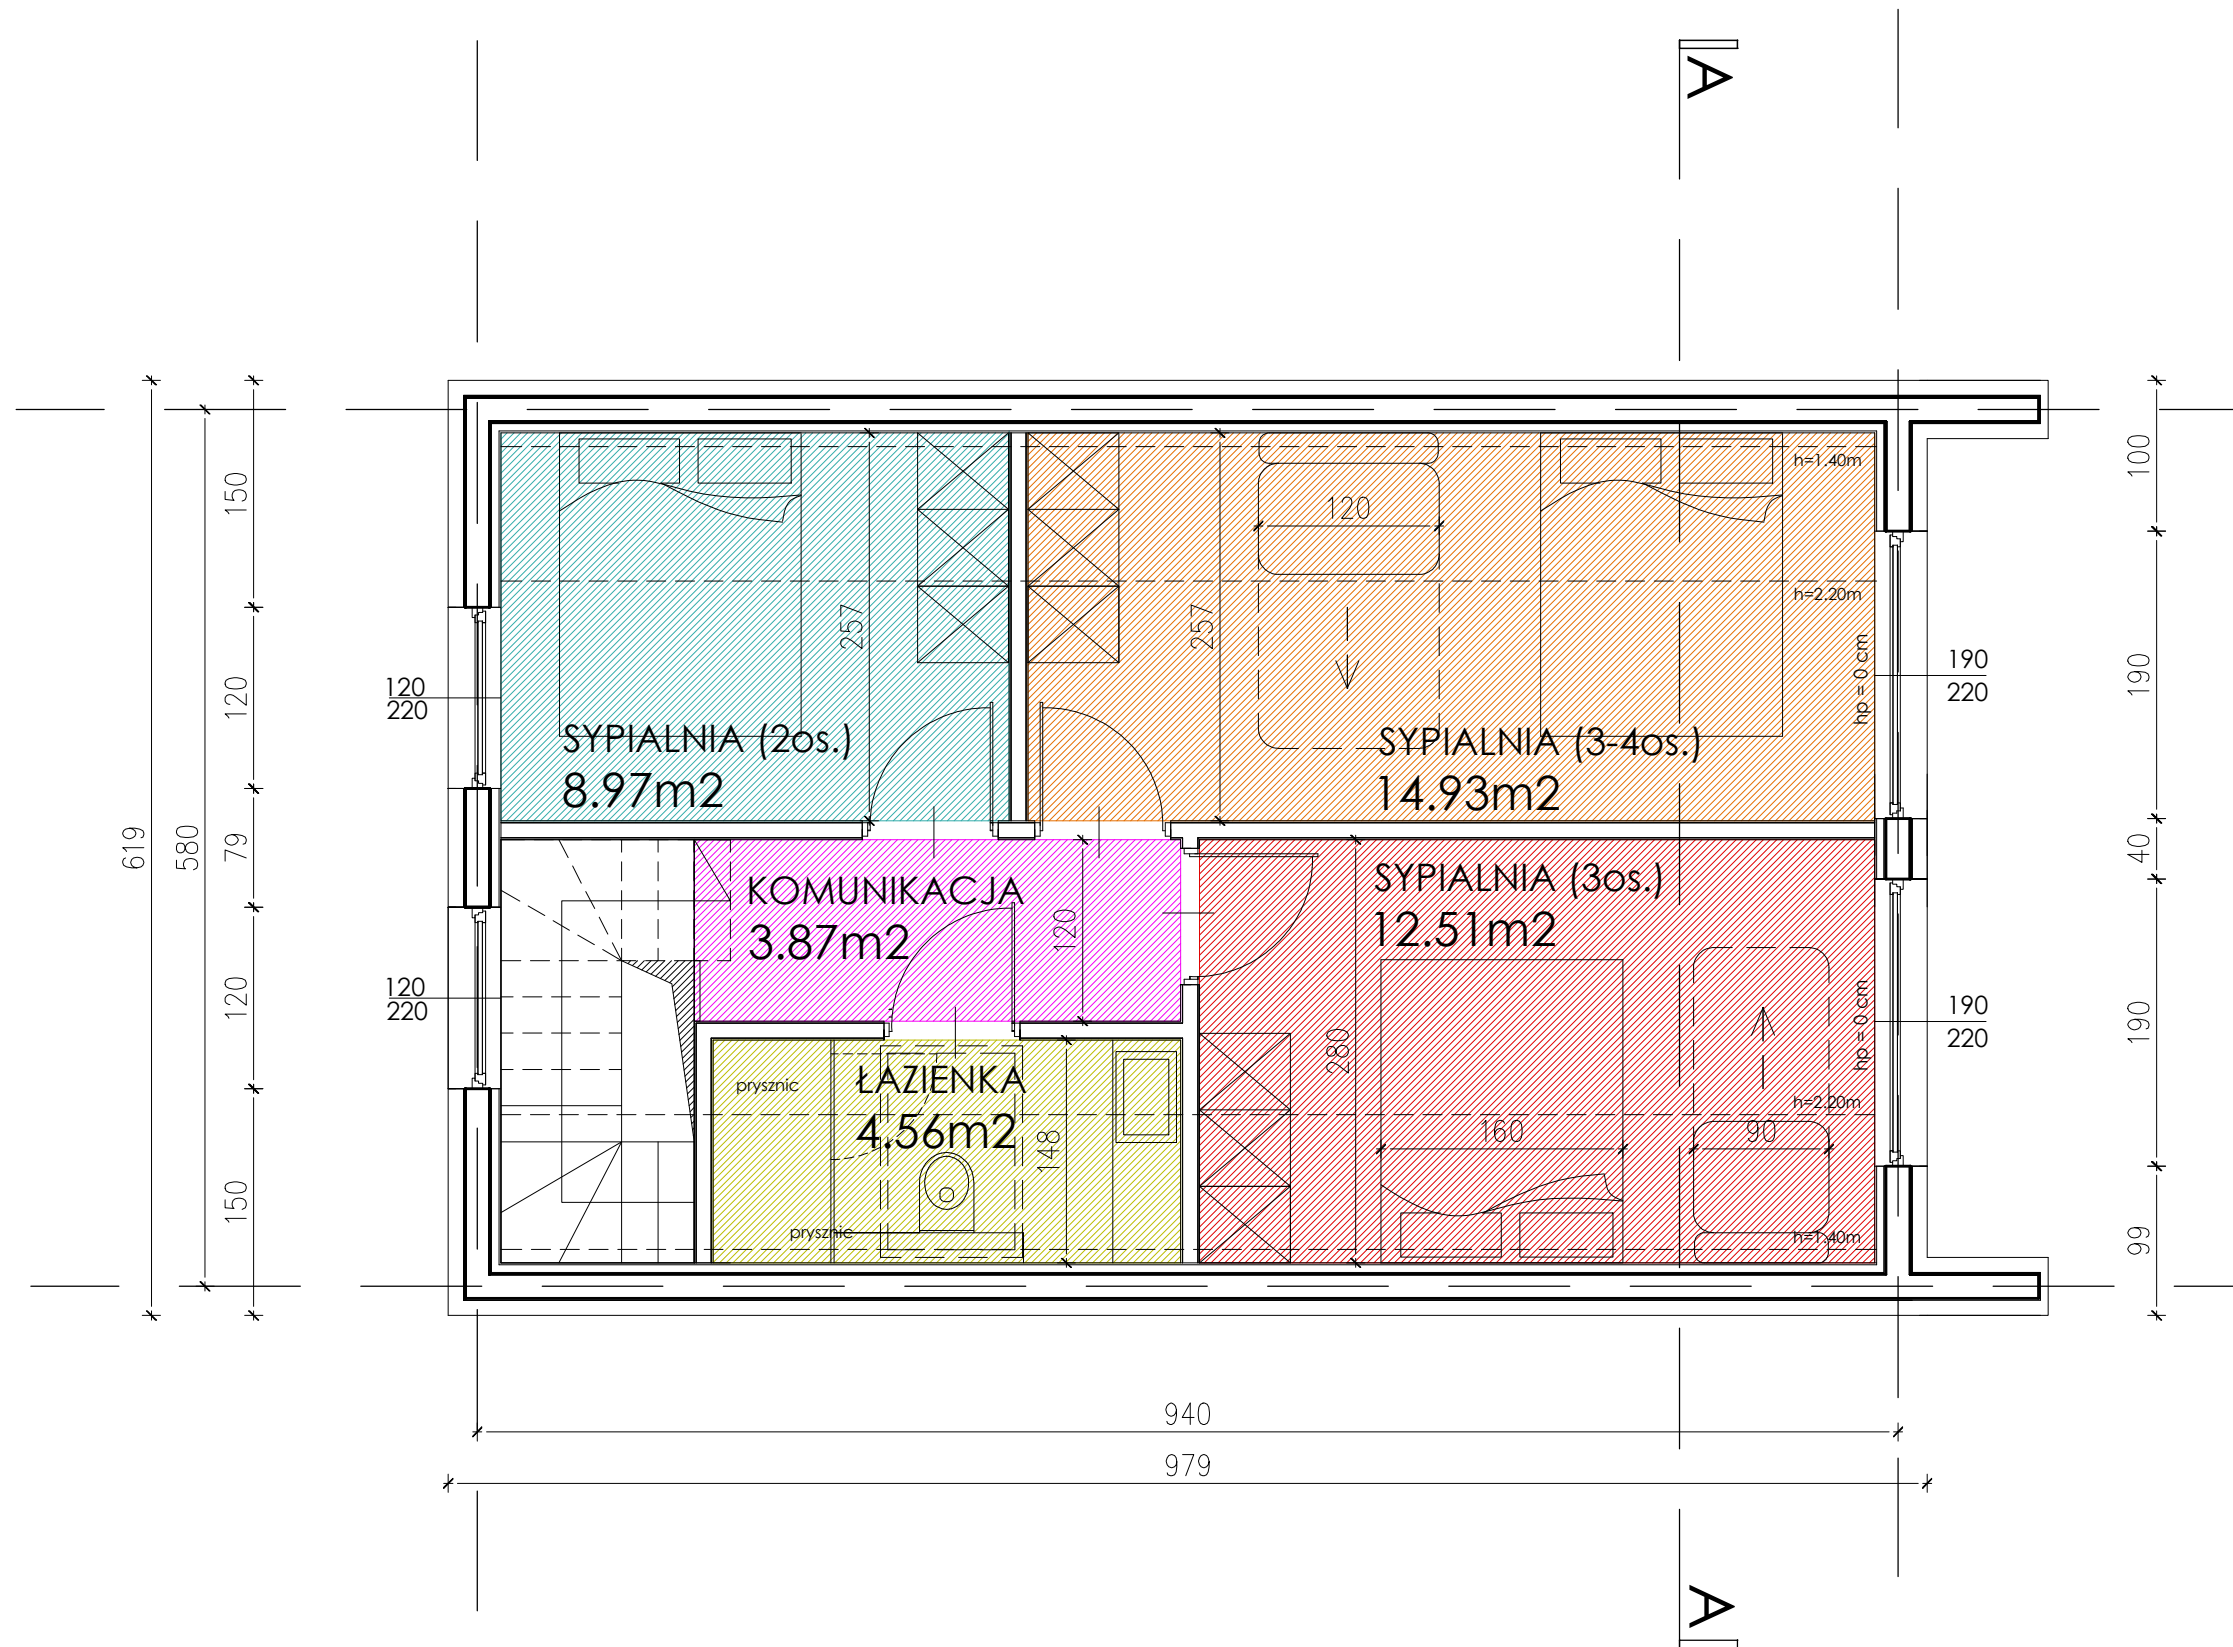 A
h=1.40m
100
150
120
h=2.20m
257
257
190
120
hp = 0 cm
190
220
120
220
SYPIALNIA (2os.)
8.97m2
SYPIALNIA (3-4os.)
14.93m2
619
580
79
40
KOMUNIKACJA
3.87m2
120
SYPIALNIA (3os.)
12.51m2
120
120
220
hp = 0 cm
190
220
190
280
prysznic
ŁAZIENKA
4.56m2
148
h=2.20m
160
90
150
prysznic
h=1.40m
99
940
979
A